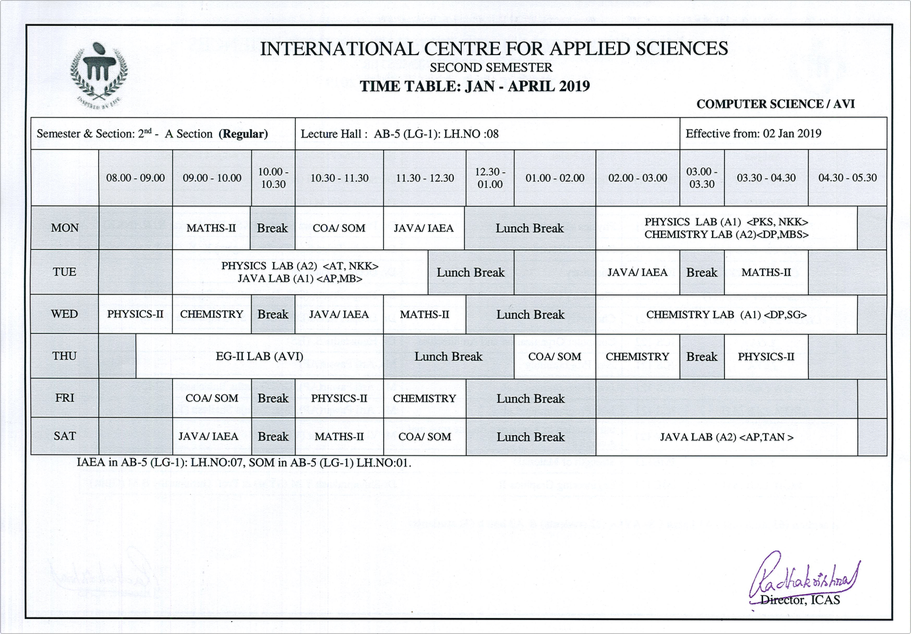 INTERNATIONAL CENTRE FOR APPLIED SCIENCES
SECOND SEMESTER
TIME TABLE: JAN - APRIL 2019
INSPIRED BY LIFE
COMPUTER SCIENCE / AVI
Semester & Section: 2nd - A Section (Regular) Lecture Hall : AB-5 (LG-1): LH.NO :08 Effective from: 02 Jan 2019
08.00 - 09.00 09.00 - 10.00 10.00 - 10.30 10.30 - 11.30 11.30 - 12.30 12.30 - 01.00 01.00 - 02.00 02.00 - 03.00 03.00 - 03.30 03.30 - 04.30 04.30 - 05.30
MON MATHS-II Break COA/ SOM JAVA/ IAEA Lunch Break PHYSICS LAB (A1) <PKS, NKK>
CHEMISTRY LAB (A2)<DP,MBS>
TUE PHYSICS LAB (A2) <AT, NKK>
JAVA LAB (A1) <AP,MB> Lunch Break JAVA/ IAEA Break MATHS-II
WED PHYSICS-II CHEMISTRY Break JAVA/ IAEA MATHS-II Lunch Break CHEMISTRY LAB (A1) <DP,SG>
THU EG-II LAB (AVI) Lunch Break COA/ SOM CHEMISTRY Break PHYSICS-II
FRI COA/ SOM Break PHYSICS-II CHEMISTRY Lunch Break
SAT JAVA/ IAEA Break MATHS-II COA/ SOM Lunch Break JAVA LAB (A2) <AP,TAN >
IAEA in AB-5 (LG-1): LH.NO:07, SOM in AB-5 (LG-1) LH.NO:01.
Radhakrishna
Director, ICAS